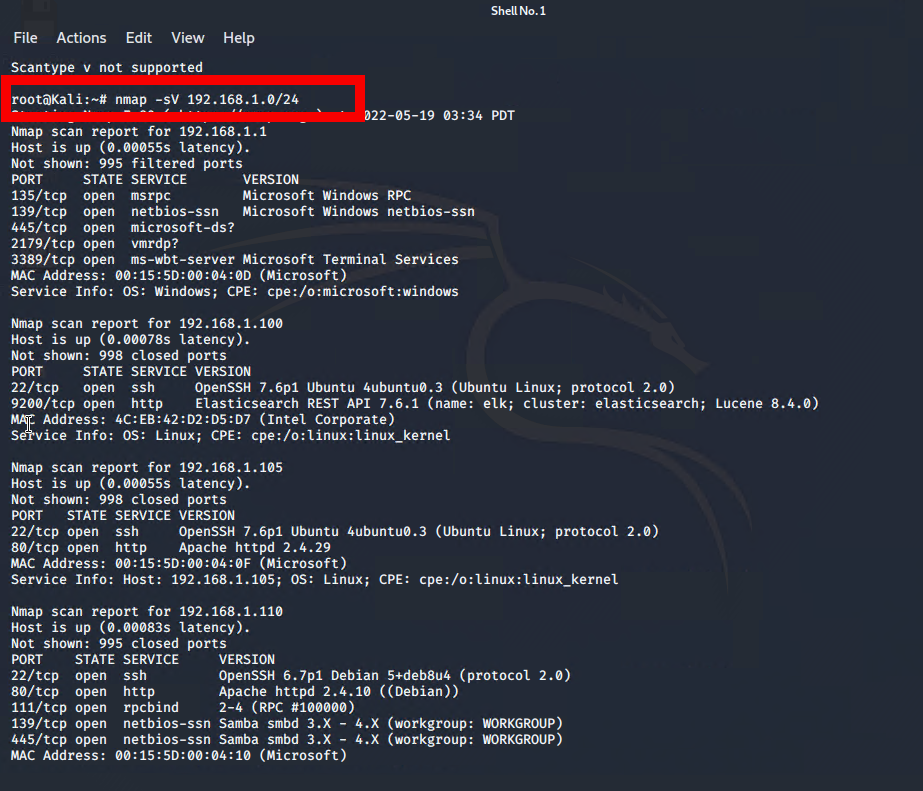 Shell No. 1
File Actions Edit View Help
Scantype v not supported
root@Kali:~# nmap -sV 192.168.1.0/24
022-05-19 03:34 PDT
Nmap scan report for 192.168.1.1
Host is up (0.00055s latency).
Not shown: 995 filtered ports
PORT STATE SERVICE VERSION
135/tcp open msrpc Microsoft Windows RPC
139/tcp open netbios-ssn Microsoft Windows netbios-ssn
445/tcp open microsoft-ds?
2179/tcp open vmrdp?
3389/tcp open ms-wbt-server Microsoft Terminal Services
MAC Address: 00:15:5D:00:04:0D (Microsoft)
Service Info: OS: Windows; CPE: cpe:/o:microsoft:windows
Nmap scan report for 192.168.1.100
Host is up (0.00078s latency).
Not shown: 998 closed ports
PORT STATE SERVICE VERSION
22/tcp open ssh OpenSSH 7.6p1 Ubuntu 4ubuntu0.3 (Ubuntu Linux; protocol 2.0)
9200/tcp open http Elasticsearch REST API 7.6.1 (name: elk; cluster: elasticsearch; Lucene 8.4.0)
MAC Address: 4C:EB:42:D2:D5:D7 (Intel Corporate)
Service Info: OS: Linux; CPE: cpe:/o:linux:linux_kernel
Nmap scan report for 192.168.1.105
Host is up (0.00055s latency).
Not shown: 998 closed ports
PORT STATE SERVICE VERSION
22/tcp open ssh OpenSSH 7.6p1 Ubuntu 4ubuntu0.3 (Ubuntu Linux; protocol 2.0)
80/tcp open http Apache httpd 2.4.29
MAC Address: 00:15:5D:00:04:0F (Microsoft)
Service Info: Host: 192.168.1.105; OS: Linux; CPE: cpe:/o:linux:linux_kernel
Nmap scan report for 192.168.1.110
Host is up (0.00083s latency).
Not shown: 995 closed ports
PORT STATE SERVICE VERSION
22/tcp open ssh OpenSSH 6.7p1 Debian 5+deb8u4 (protocol 2.0)
80/tcp open http Apache httpd 2.4.10 ((Debian))
111/tcp open rpcbind 2-4 (RPC #100000)
139/tcp open netbios-ssn Samba smbd 3.X - 4.X (workgroup: WORKGROUP)
445/tcp open netbios-ssn Samba smbd 3.X - 4.X (workgroup: WORKGROUP)
MAC Address: 00:15:5D:00:04:10 (Microsoft)